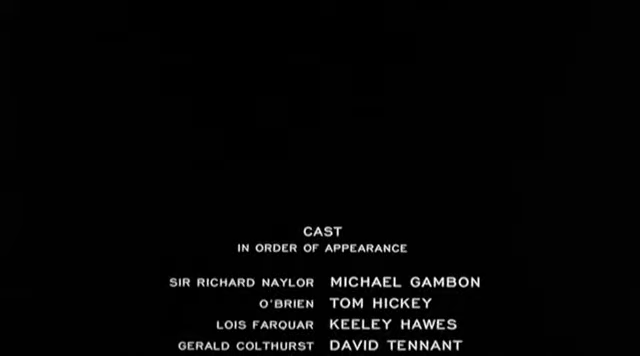 CAST
IN ORDER OF APPEARANCE
SIR RICHARD NAYLOR MICHAEL GAMBON
O'BRIEN TOM HICKEY
LOIS FARQUAR KEELEY HAWES
GERALD COLTHURST DAVID TENNANT